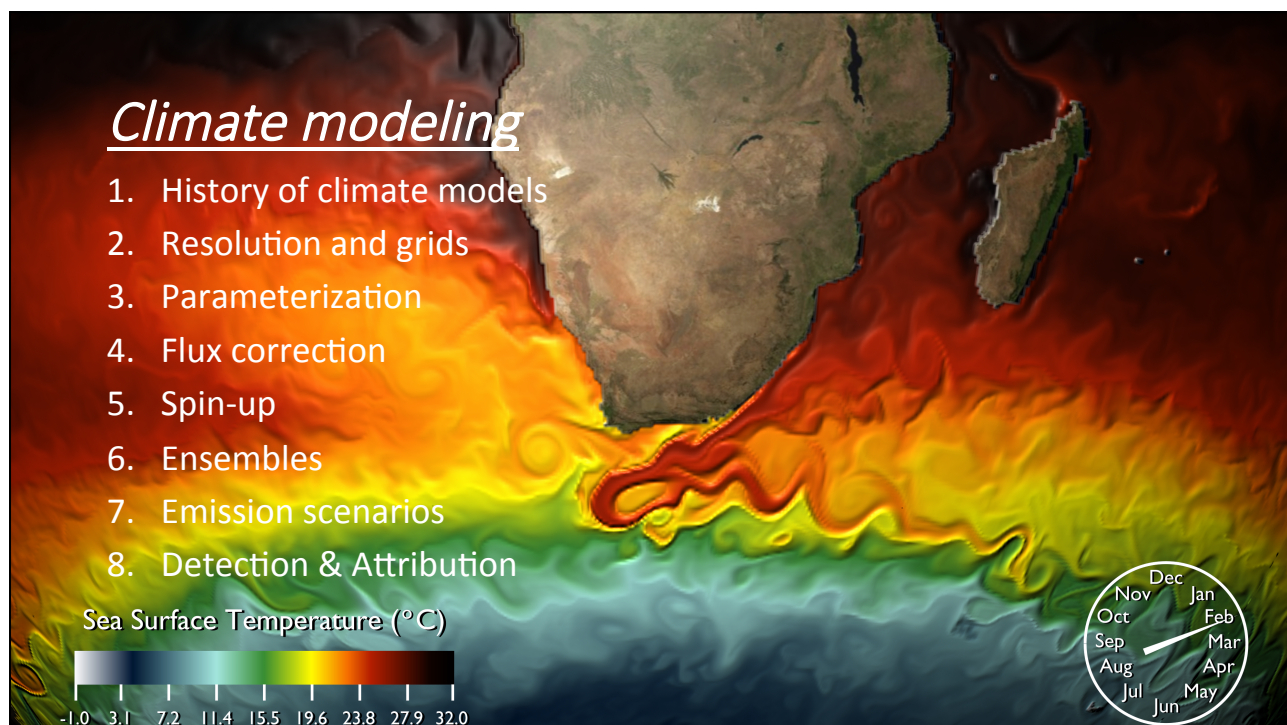 Climate modeling
1. History of climate models
2. Resolution and grids
3. Parameterization
4. Flux correction
5. Spin-up
6. Ensembles
7. Emission scenarios
8. Detection & Attribution
Sea Surface Temperature (°C)
-1.0 3.1 7.2 11.4 15.5 19.6 23.8 27.9 32.0
Dec
Jan
Feb
Mar
Apr
May
Jun
Jul
Aug
Sep
Oct
Nov